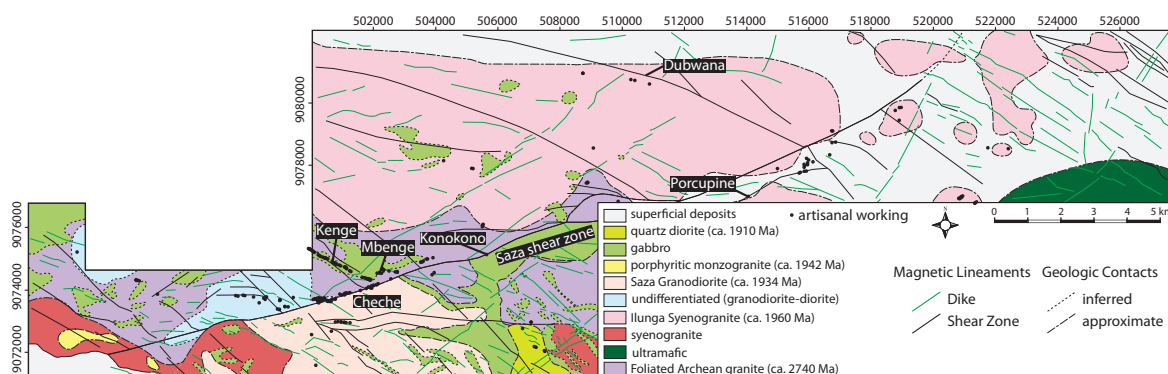 502000 504000 506000 508000 510000 512000 514000 516000 518000 520000 522000 524000 526000
9080000
9078000
9076000
9074000
9072000
Dubwana
Porcupine
Kenge
Mbenge
Konokono
Saza shear zone
Cheche
superficial deposits
quartz diorite (ca. 1910 Ma)
gabbro
porphyritic monzogranite (ca. 1942 Ma)
Saza Granodiorite (ca. 1934 Ma)
undifferentiated (granodiorite-diorite)
Ilunga Syenogranite (ca. 1960 Ma)
syenogranite
ultramafic
Foliated Archean granite (ca. 2740 Ma)
artisanal working
N
0 1 2 3 4 5 km
Magnetic Lineaments
Dike
Shear Zone
Geologic Contacts
inferred
approximate